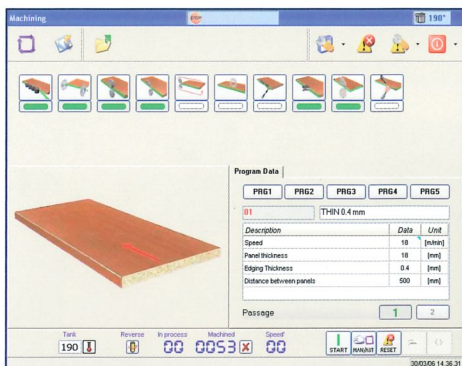 Machining
STOP
198°
Program Data
PRG1 PRG2 PRG3 PRG4 PRG5
01 THIN 0.4 mm
Description Data Unit
Speed 18 [m/min]
Panel thickness 18 [mm]
Edging Thickness 0.4 [mm]
Distance between panels 500 [mm]
Passage 1 2
Tank Reverse In process Machined Speed
190 00 0053 00
START MAN/AUT RESET
30/03/06 14.36.31